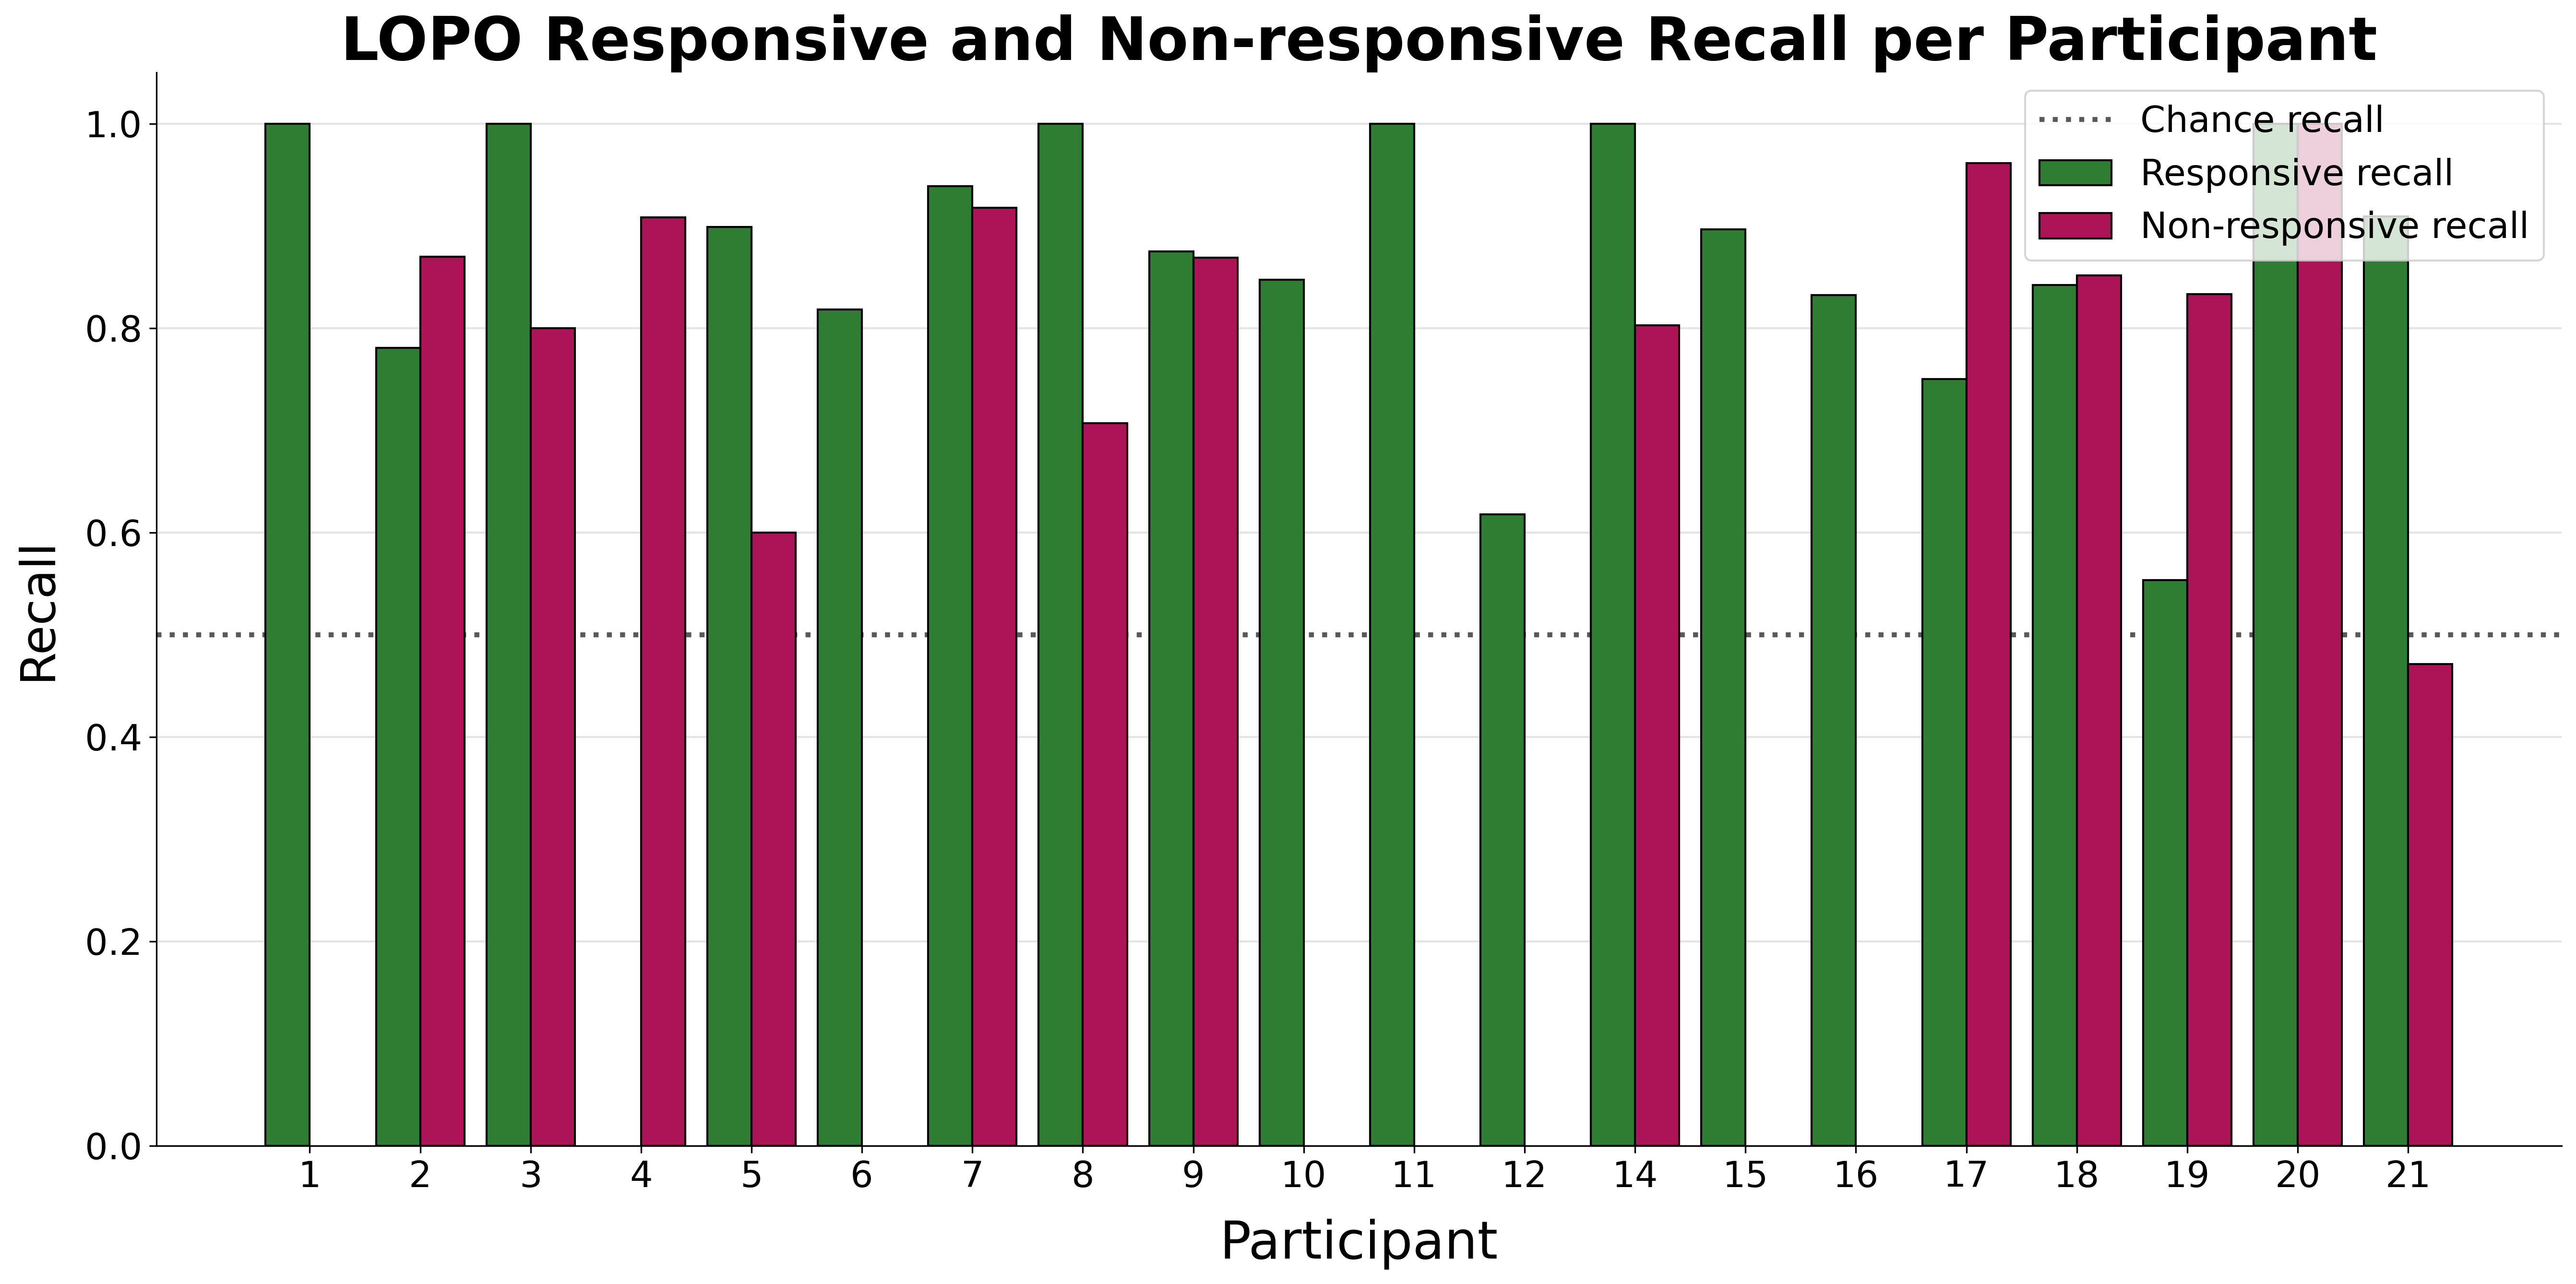 LOPO Responsive and Non-responsive Recall per Participant
Chance recall
Responsive recall
Non-responsive recall
Recall
1.0
0.8
0.6
0.4
0.2
0.0
1 2 3 4 5 6 7 8 9 10 11 12 14 15 16 17 18 19 20 21
Participant